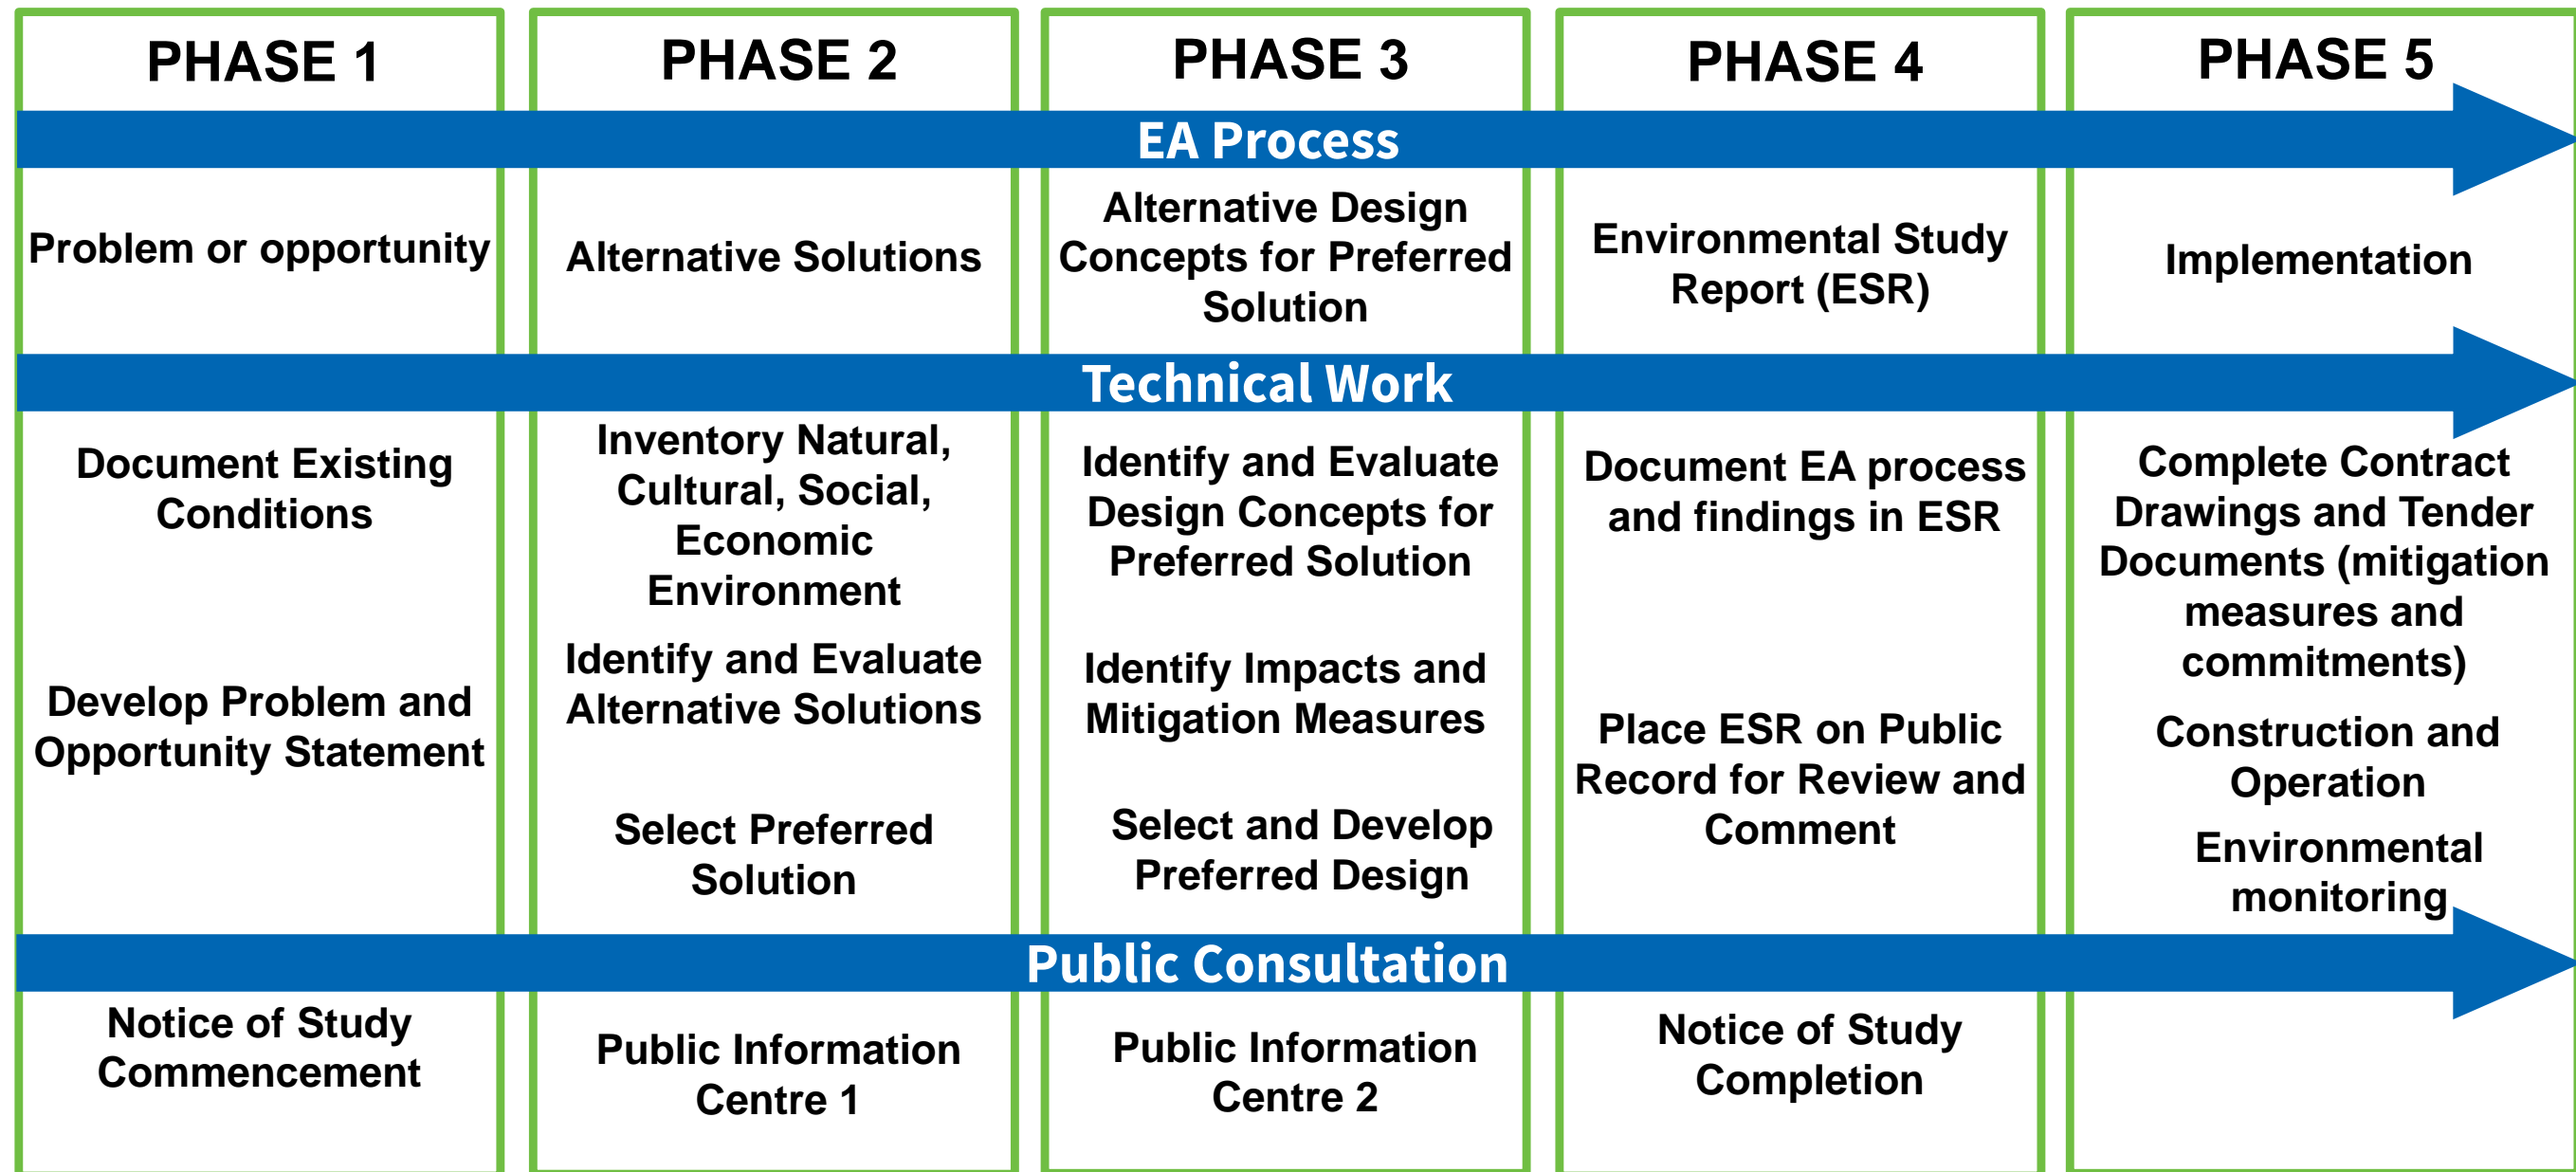 PHASE 1
PHASE 2
PHASE 3
PHASE 4
PHASE 5
EA Process
Problem or opportunity
Alternative Solutions
Alternative Design
Concepts for Preferred
Solution
Environmental Study
Report (ESR)
Implementation
Technical Work
Document Existing
Conditions
Develop Problem and
Opportunity Statement
Inventory Natural,
Cultural, Social,
Economic
Environment
Identify and Evaluate
Alternative Solutions
Select Preferred
Solution
Identify and Evaluate
Design Concepts for
Preferred Solution
Identify Impacts and
Mitigation Measures
Select and Develop
Preferred Design
Document EA process
and findings in ESR
Place ESR on Public
Record for Review and
Comment
Complete Contract
Drawings and Tender
Documents (mitigation
measures and
commitments)
Construction and
Operation
Environmental
monitoring
Public Consultation
Notice of Study
Commencement
Public Information
Centre 1
Public Information
Centre 2
Notice of Study
Completion